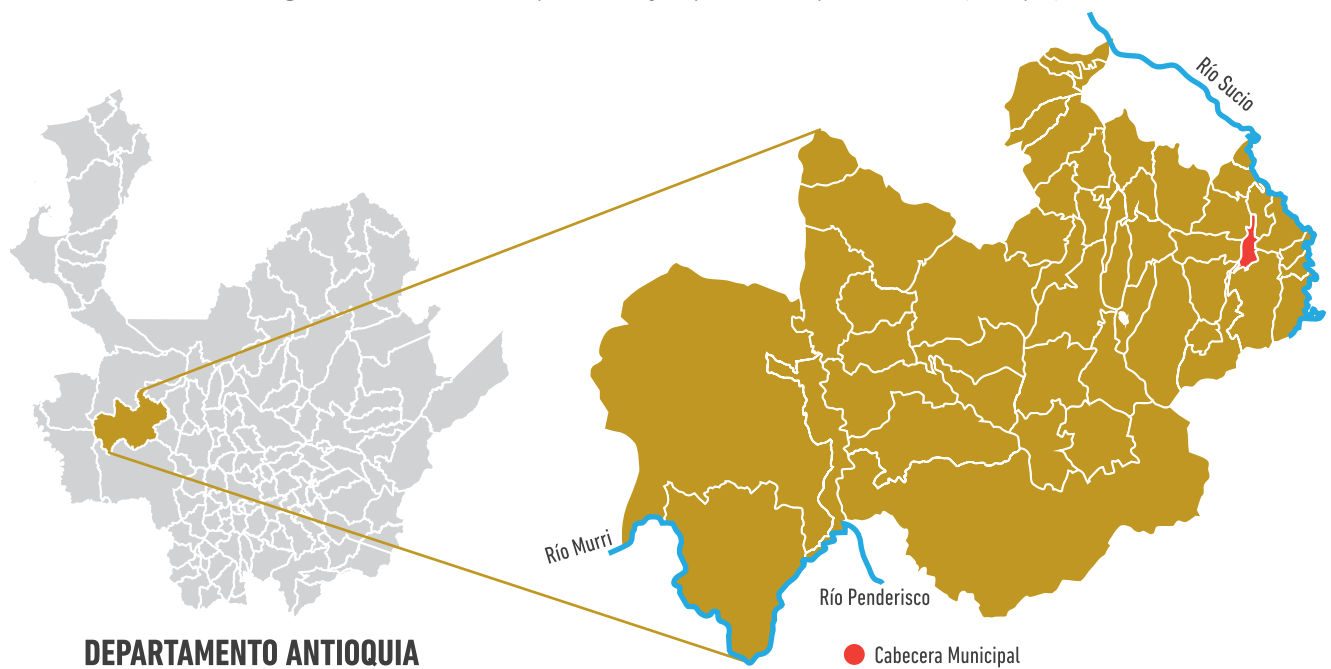 Río Sucio
Río Murri
Río Penderisco
DEPARTAMENTO ANTIOQUIA
Cabecera Municipal